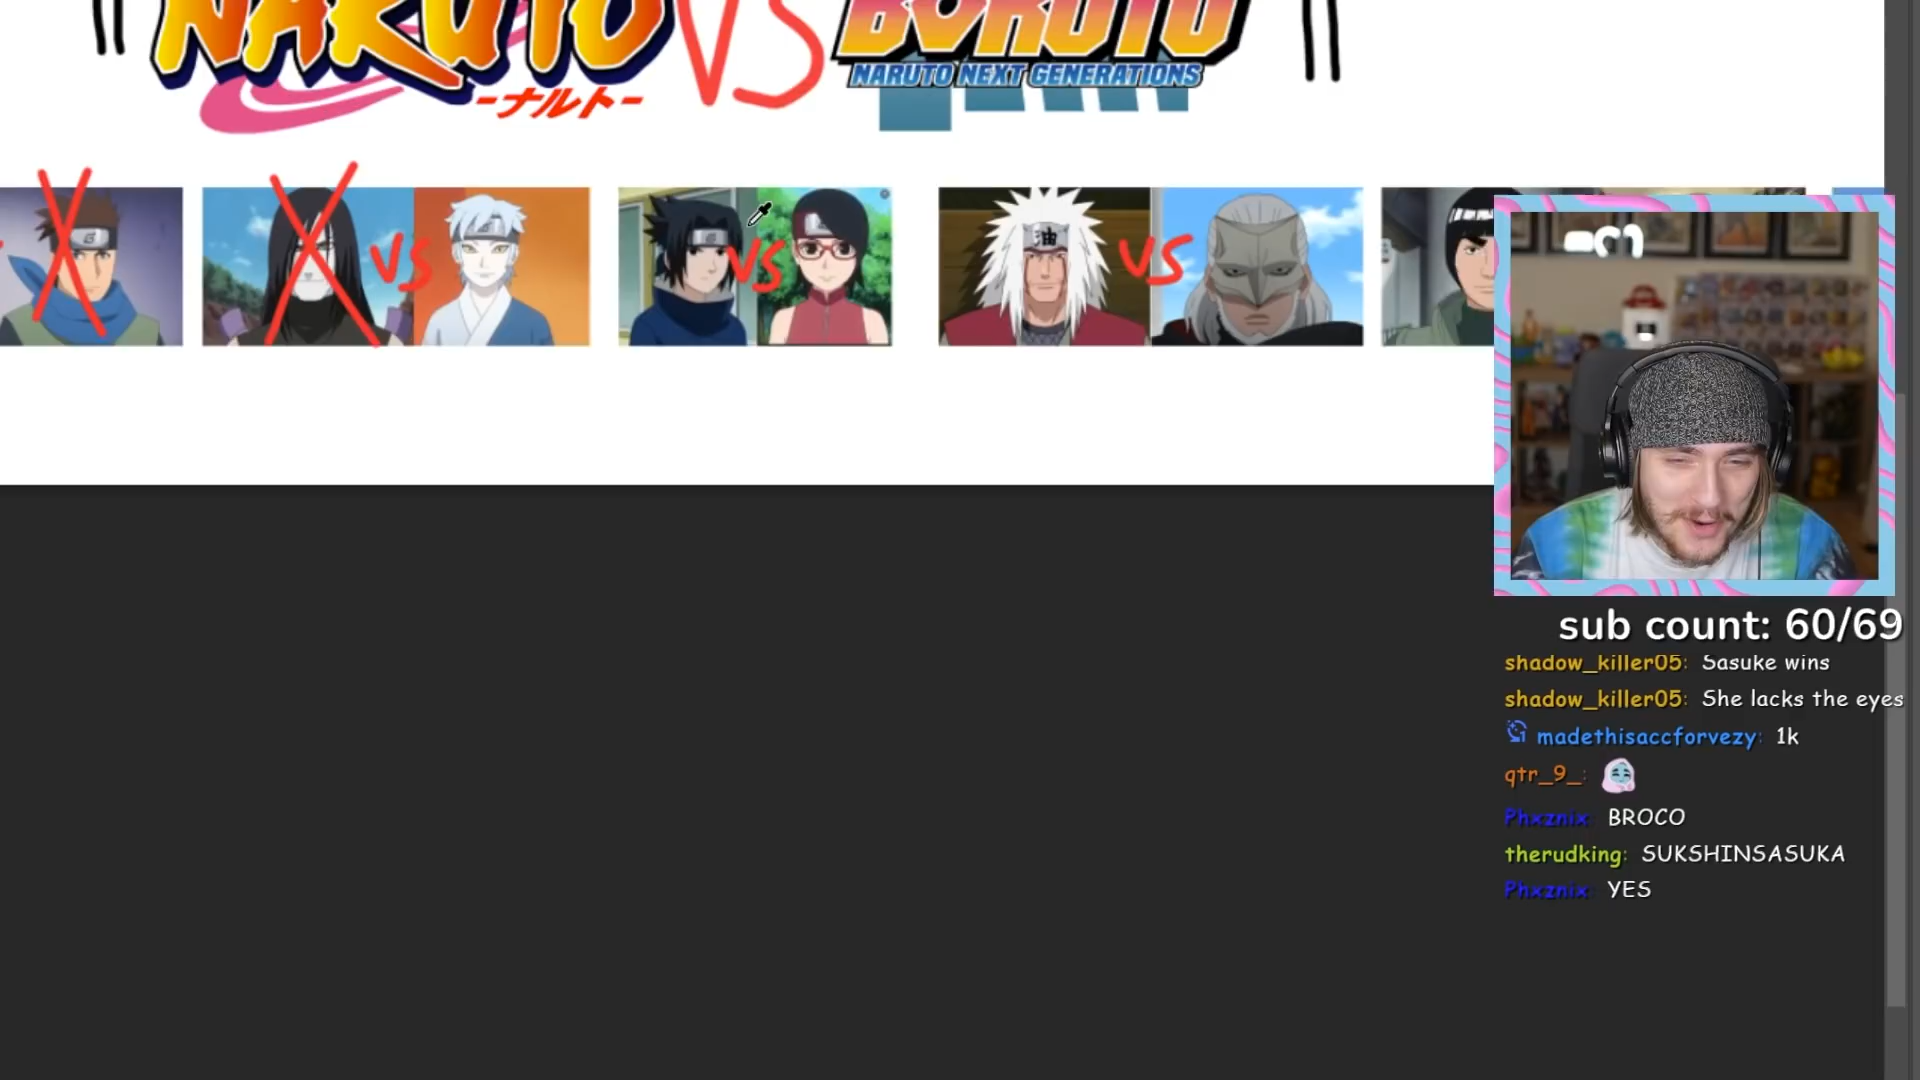 NARUTO VS BORUTO
-ナルト-
NARUTO NEXT GENERATIONS
VS
VS
油
VS
sub count: 60/69
shadow_killer05: Sasuke wins
shadow_killer05: She lacks the eyes
madethisaccforvezy: 1k
qtr_9_:
Phxznix: BROCO
therudking: SUKSHINSASUKA
Phxznix: YES